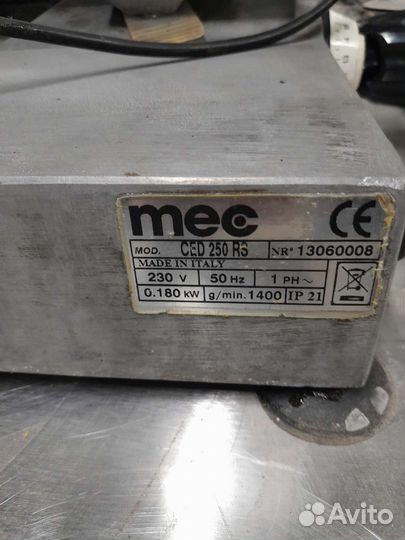 mec CE
MOD. CED 250 RS NR° 13060008
MADE IN ITALY
230 V 50 Hz 1 PH~
0.180 kW g/min. 1400 IP 21
Avito